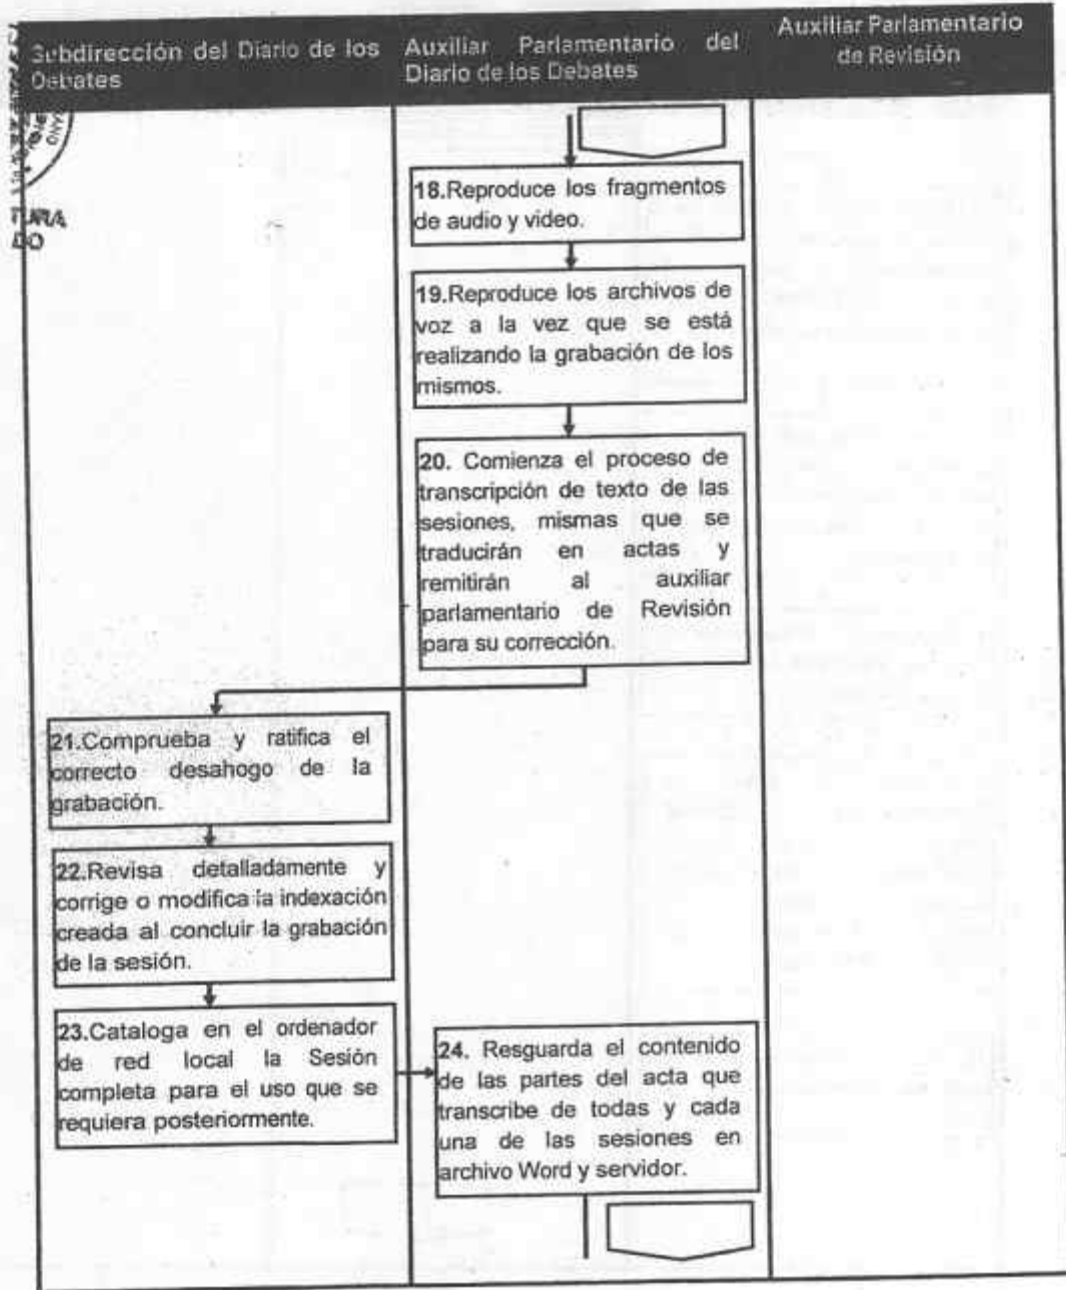 Subdirección del Diario de los
Debates
Auxiliar Parlamentario del
Diario de los Debates
Auxiliar Parlamentario
de Revisión
TURA
DO
18.Reproduce los fragmentos
de audio y video.
19.Reproduce los archivos de
voz a la vez que se está
realizando la grabación de los
mismos.
20. Comienza el proceso de
transcripción de texto de las
sesiones, mismas que se
traducirán en actas y
remitirán al auxiliar
parlamentario de Revisión
para su corrección.
21.Comprueba y ratifica el
correcto desahogo de la
grabación.
22.Revisa detalladamente y
corrige o modifica la indexación
creada al concluir la grabación
de la sesión.
23.Cataloga en el ordenador
de red local la Sesión
completa para el uso que se
requiera posteriormente.
24. Resguarda el contenido
de las partes del acta que
transcribe de todas y cada
una de las sesiones en
archivo Word y servidor.